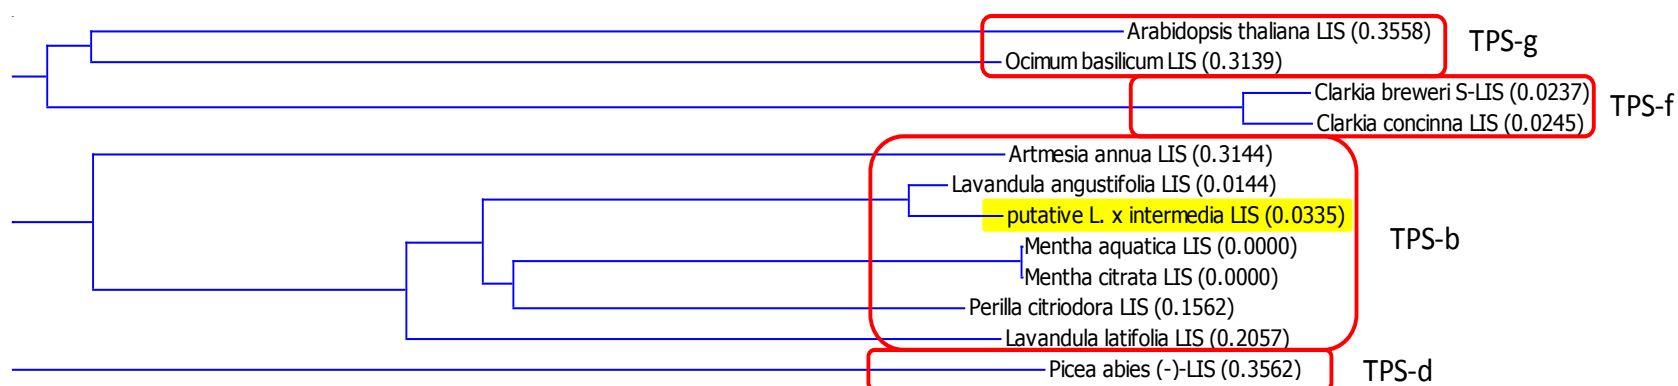 Arabidopsis thaliana LIS (0.3558)
TPS-g
Ocimum basilicum LIS (0.3139)
Clarkia breweri S-LIS (0.0237)
TPS-f
Clarkia concinna LIS (0.0245)
Artmesia annua LIS (0.3144)
Lavandula angustifolia LIS (0.0144)
putative L. x intermedia LIS (0.0335)
TPS-b
Mentha aquatica LIS (0.0000)
Mentha citrata LIS (0.0000)
Perilla citriodora LIS (0.1562)
Lavandula latifolia LIS (0.2057)
Picea abies (-)-LIS (0.3562)
TPS-d